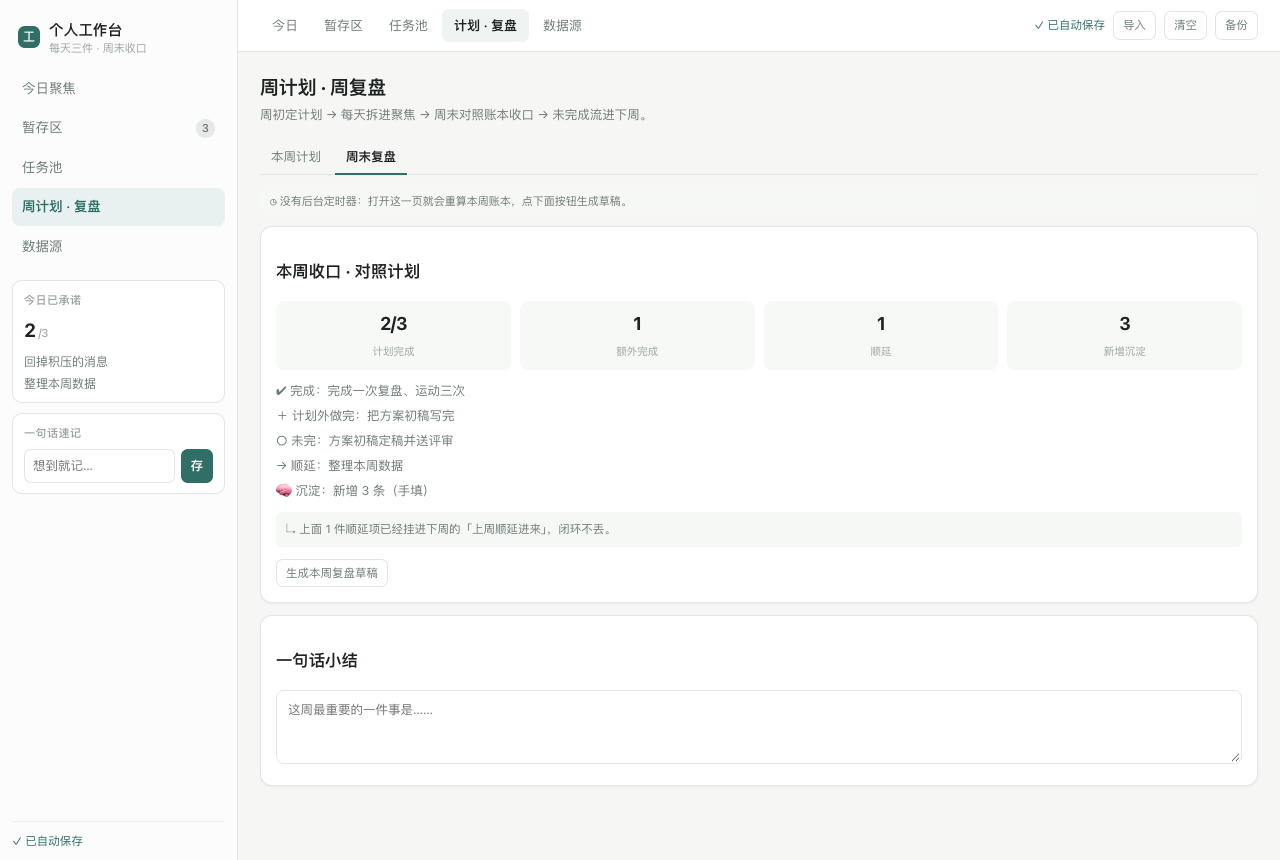 工
个人工作台
每天三件 · 周末收口
今日聚焦
暂存区
3
任务池
周计划 · 复盘
数据源
今日已承诺
2 /3
回掉积压的消息
整理本周数据
一句话速记
想到就记…
存
✓ 已自动保存
今日 暂存区 任务池 计划 · 复盘 数据源
✓ 已自动保存 导入 清空 备份
周计划 · 周复盘
周初定计划 → 每天拆进聚焦 → 周末对照账本收口 → 未完成流进下周。
本周计划 周末复盘
◷ 没有后台定时器：打开这一页就会重算本周账本，点下面按钮生成草稿。
本周收口 · 对照计划
2/3 1 1 3
计划完成 额外完成 顺延 新增沉淀
✔ 完成：完成一次复盘、运动三次
＋ 计划外做完：把方案初稿写完
○ 未完：方案初稿定稿并送评审
→ 顺延：整理本周数据
🧠 沉淀：新增 3 条（手填）
上面 1 件顺延项已经挂进下周的「上周顺延进来」，闭环不丢。
生成本周复盘草稿
一句话小结
这周最重要的一件事是……